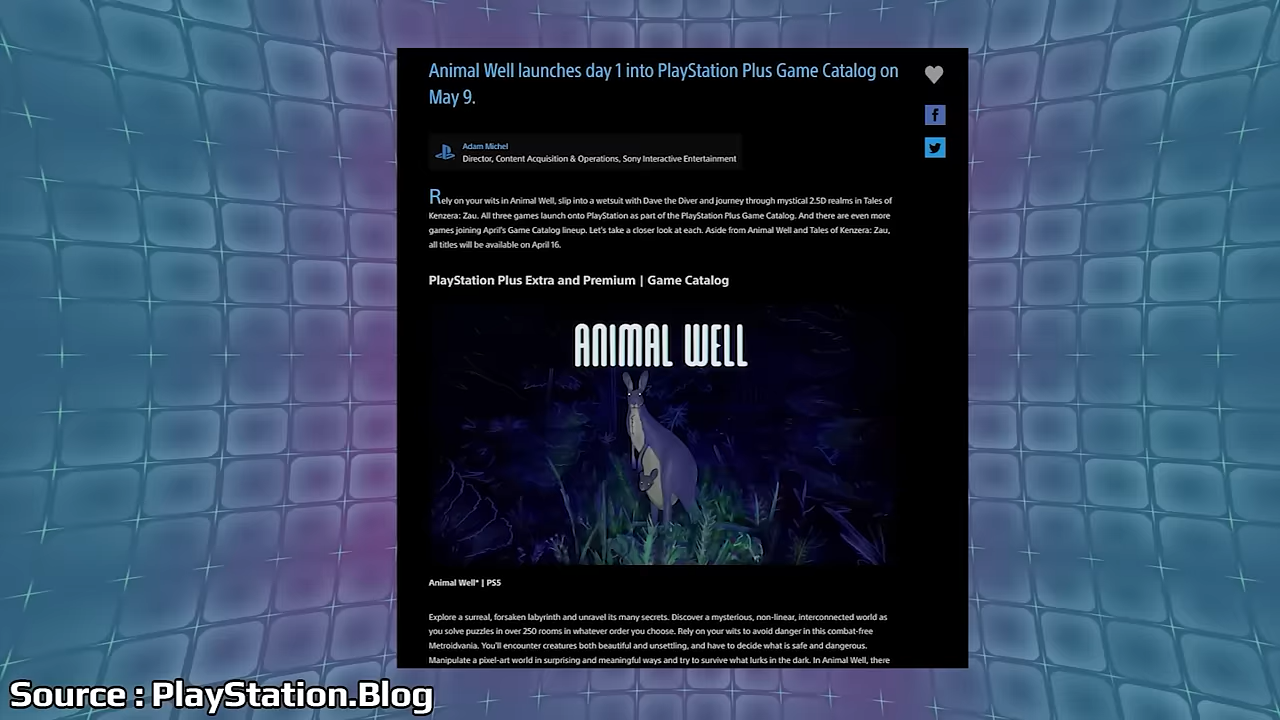 Animal Well launches day 1 into PlayStation Plus Game Catalog on
May 9.
Adam Michel
Director, Content Acquisition & Operations, Sony Interactive Entertainment
Rely on your wits in Animal Well, slip into a wetsuit with Dave the Diver and journey through mystical 2.5D realms in Tales of
Kenzera: Zau. All three games launch onto PlayStation as part of the PlayStation Plus Game Catalog. And there are even more
games joining April's Game Catalog lineup. Let's take a closer look at each. Aside from Animal Well and Tales of Kenzera: Zau,
all titles will be available on April 16.
PlayStation Plus Extra and Premium | Game Catalog
ANIMAL WELL
Animal Well* | PS5
Explore a surreal, forsaken labyrinth and unravel its many secrets. Discover a mysterious, non-linear, interconnected world as
you solve puzzles in over 250 rooms in whatever order you choose. Rely on your wits to avoid danger in this combat-free
Metroidvania. You'll encounter creatures both beautiful and unsettling, and have to decide what is safe and dangerous.
Manipulate a pixel-art world in surprising and meaningful ways and try to survive what lurks in the dark. In Animal Well, there
Source : PlayStation.Blog